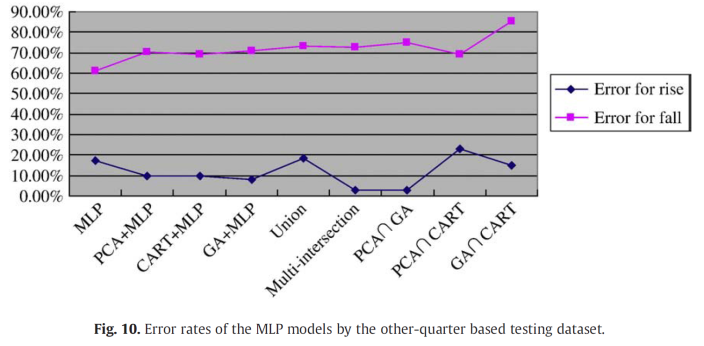 90.00%
80.00%
70.00%
60.00%
50.00%
40.00%
30.00%
20.00%
10.00%
0.00%
MLP
PCA+MLP
CART+MLP
GA+MLP
Union
Multi-intersection
PCA∩GA
PCA∩CART
GA∩CART
Error for rise
Error for fall
Fig. 10. Error rates of the MLP models by the other-quarter based testing dataset.